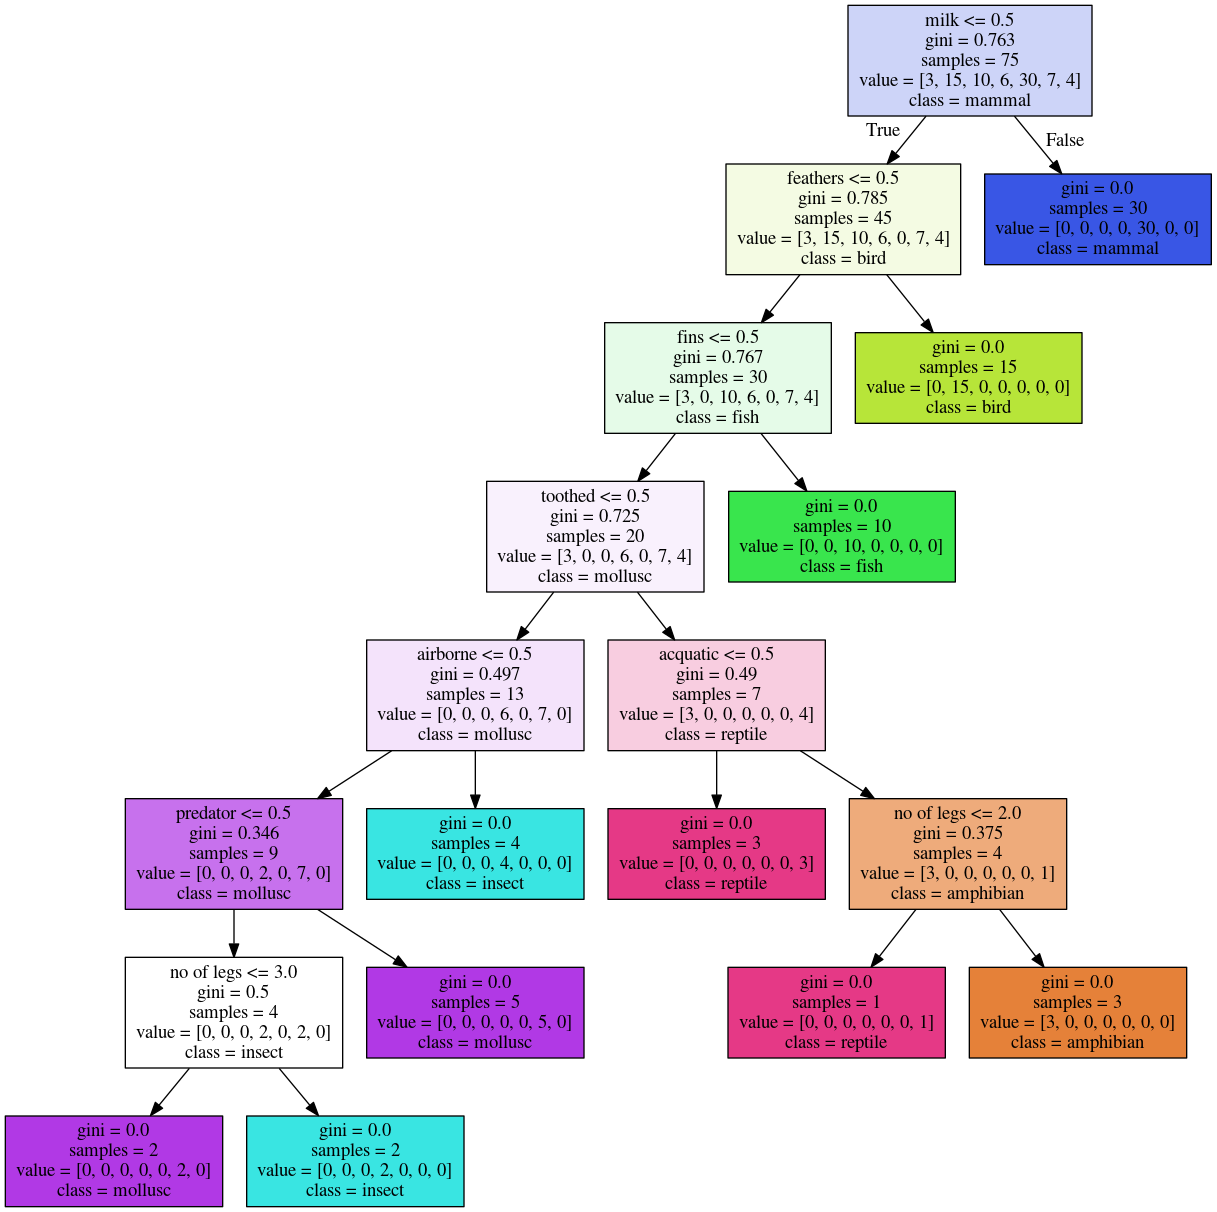 milk <= 0.5
gini = 0.763
samples = 75
value = [3, 15, 10, 6, 30, 7, 4]
class = mammal
True
False
feathers <= 0.5
gini = 0.785
samples = 45
value = [3, 15, 10, 6, 0, 7, 4]
class = bird
gini = 0.0
samples = 30
value = [0, 0, 0, 0, 30, 0, 0]
class = mammal
fins <= 0.5
gini = 0.767
samples = 30
value = [3, 0, 10, 6, 0, 7, 4]
class = fish
gini = 0.0
samples = 15
value = [0, 15, 0, 0, 0, 0, 0]
class = bird
toothed <= 0.5
gini = 0.725
samples = 20
value = [3, 0, 0, 6, 0, 7, 4]
class = mollusc
gini = 0.0
samples = 10
value = [0, 0, 10, 0, 0, 0, 0]
class = fish
airborne <= 0.5
gini = 0.497
samples = 13
value = [0, 0, 0, 6, 0, 7, 0]
class = mollusc
acquatic <= 0.5
gini = 0.49
samples = 7
value = [3, 0, 0, 0, 0, 0, 4]
class = reptile
predator <= 0.5
gini = 0.346
samples = 9
value = [0, 0, 0, 2, 0, 7, 0]
class = mollusc
gini = 0.0
samples = 4
value = [0, 0, 0, 4, 0, 0, 0]
class = insect
gini = 0.0
samples = 3
value = [0, 0, 0, 0, 0, 0, 3]
class = reptile
no of legs <= 2.0
gini = 0.375
samples = 4
value = [3, 0, 0, 0, 0, 0, 1]
class = amphibian
no of legs <= 3.0
gini = 0.5
samples = 4
value = [0, 0, 0, 2, 0, 2, 0]
class = insect
gini = 0.0
samples = 5
value = [0, 0, 0, 0, 0, 5, 0]
class = mollusc
gini = 0.0
samples = 1
value = [0, 0, 0, 0, 0, 0, 1]
class = reptile
gini = 0.0
samples = 3
value = [3, 0, 0, 0, 0, 0, 0]
class = amphibian
gini = 0.0
samples = 2
value = [0, 0, 0, 0, 0, 2, 0]
class = mollusc
gini = 0.0
samples = 2
value = [0, 0, 0, 2, 0, 0, 0]
class = insect